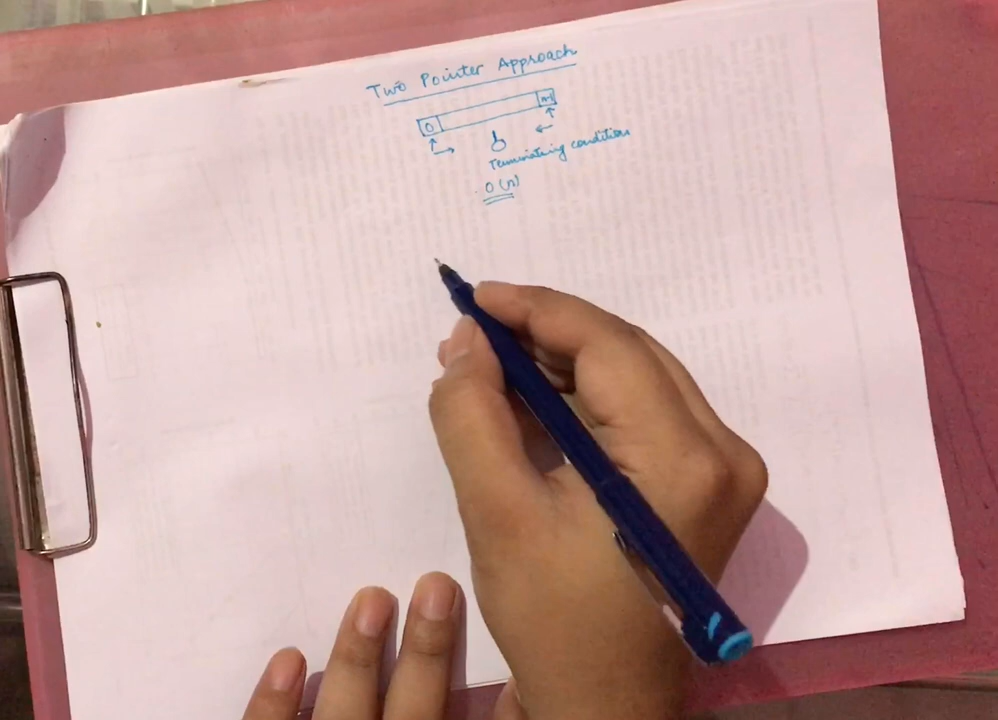 Two Pointer Approach
0 n-1
Terminating condition
O(n)